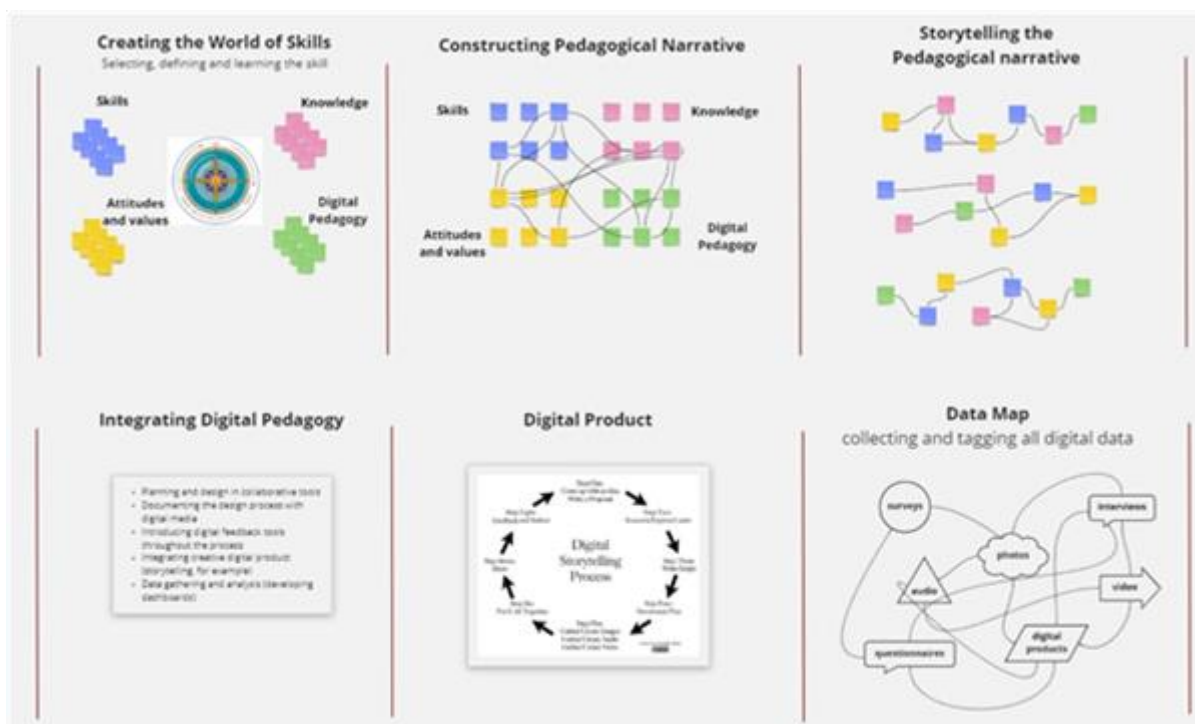 Creating the World of Skills
Selecting, defining and learning the skill
Skills
Knowledge
Attitudes
and values
Digital
Pedagogy
Constructing Pedagogical Narrative
Skills
Knowledge
Attitudes
and values
Digital
Pedagogy
Storytelling the
Pedagogical narrative
Integrating Digital Pedagogy
Planning and design in collaborative tools
Documenting the design process with
digital media
Introducing digital feedback tools
throughout the process
Integrating creative digital product
(storytelling, for example)
Data gathering and analysis (developing
dashboards)
Digital Product
Digital
Storytelling
Process
Data Map
collecting and tagging all digital data
surveys
interviews
photos
audio
video
digital
products
questionnaires